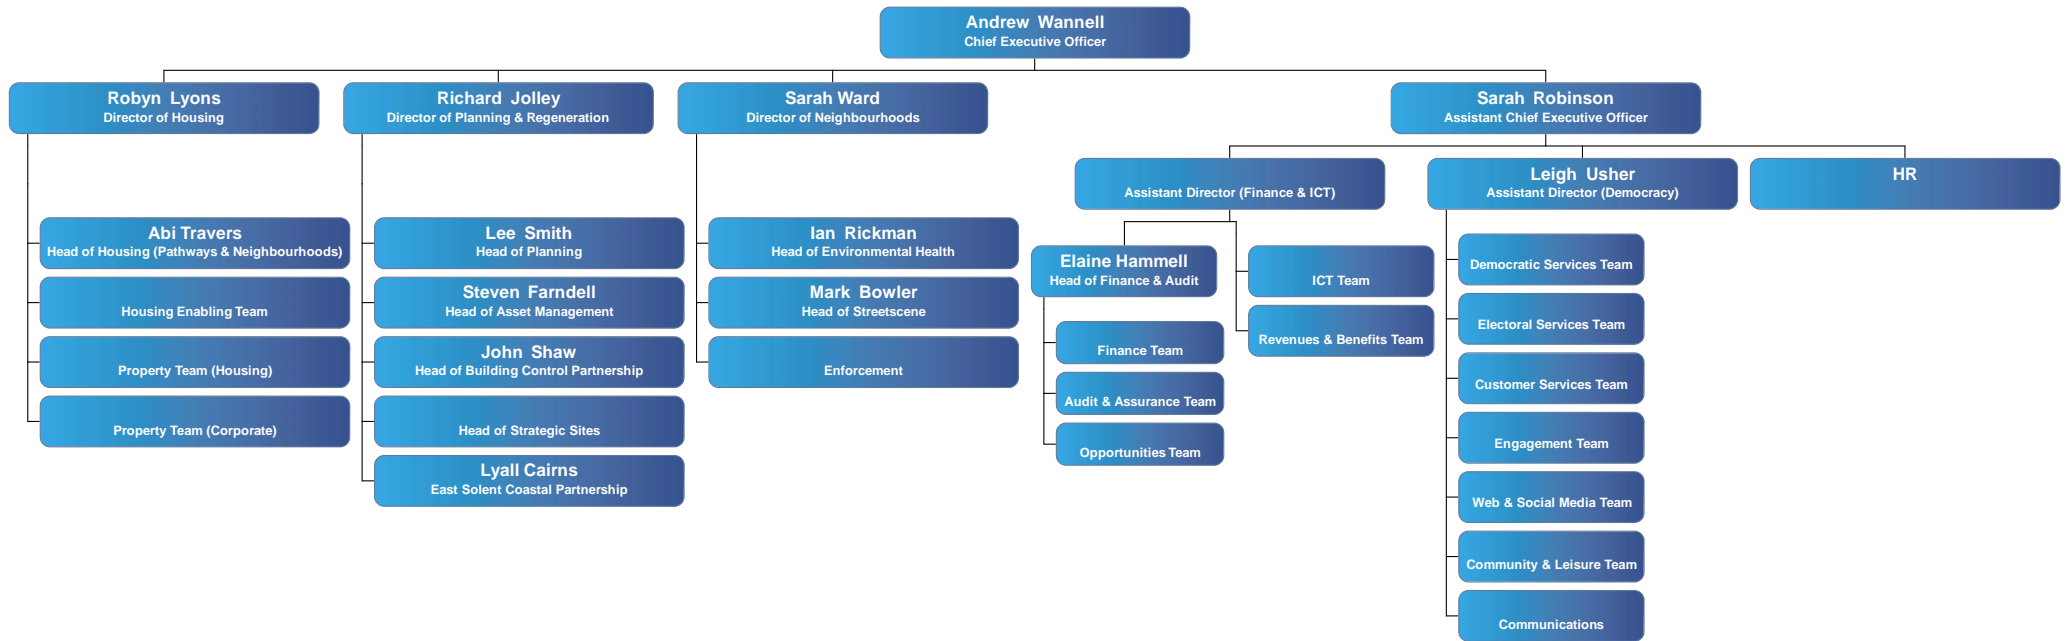 Andrew Wannell
Chief Executive Officer
Robyn Lyons
Director of Housing
Richard Jolley
Director of Planning & Regeneration
Sarah Ward
Director of Neighbourhoods
Sarah Robinson
Assistant Chief Executive Officer
Assistant Director (Finance & ICT)
Leigh Usher
Assistant Director (Democracy)
HR
Abi Travers
Head of Housing (Pathways & Neighbourhoods)
Housing Enabling Team
Property Team (Housing)
Property Team (Corporate)
Lee Smith
Head of Planning
Steven Farndell
Head of Asset Management
John Shaw
Head of Building Control Partnership
Head of Strategic Sites
Lyall Cairns
East Solent Coastal Partnership
Ian Rickman
Head of Environmental Health
Mark Bowler
Head of Streetscene
Enforcement
Elaine Hammell
Head of Finance & Audit
Finance Team
Audit & Assurance Team
Opportunities Team
ICT Team
Revenues & Benefits Team
Democratic Services Team
Electoral Services Team
Customer Services Team
Engagement Team
Web & Social Media Team
Community & Leisure Team
Communications